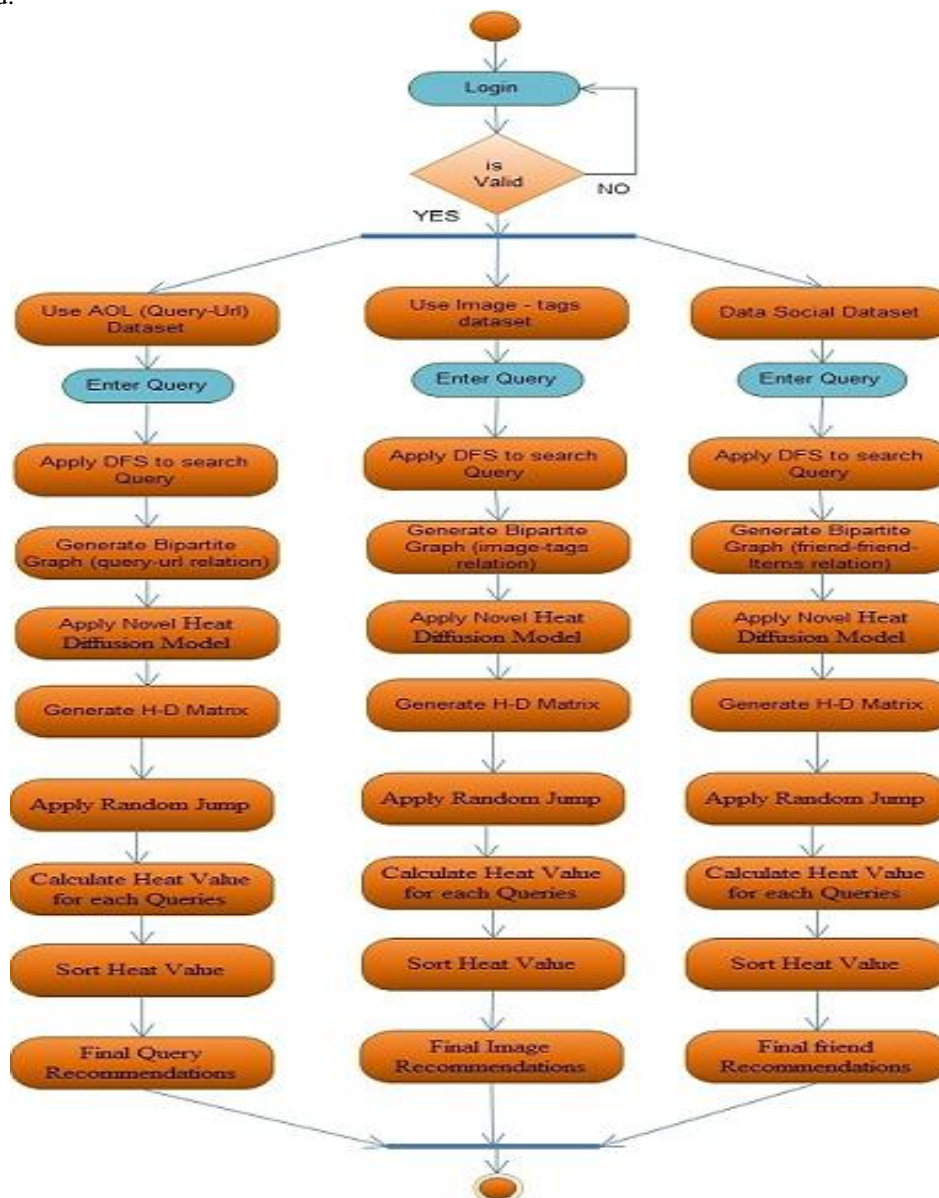 Login
is
Valid
NO
YES
Use AOL (Query-Url)
Dataset
Enter Query
Apply DFS to search
Query
Generate Bipartite
Graph (query-url relation)
Apply Novel Heat
Diffusion Model
Generate H-D Matrix
Apply Random Jump
Calculate Heat Value
for each Queries
Sort Heat Value
Final Query
Recommendations
Use Image - tags
dataset
Enter Query
Apply DFS to search
Query
Generate Bipartite
Graph (image-tags
relation)
Apply Novel Heat
Diffusion Model
Generate H-D Matrix
Apply Random Jump
Calculate Heat Value
for each Queries
Sort Heat Value
Final Image
Recommendations
Data Social Dataset
Enter Query
Apply DFS to search
Query
Generate Bipartite
Graph (friend-friend-
Items relation)
Apply Novel Heat
Diffusion Model
Generate H-D Matrix
Apply Random Jump
Calculate Heat Value
for each Queries
Sort Heat Value
Final friend
Recommendations